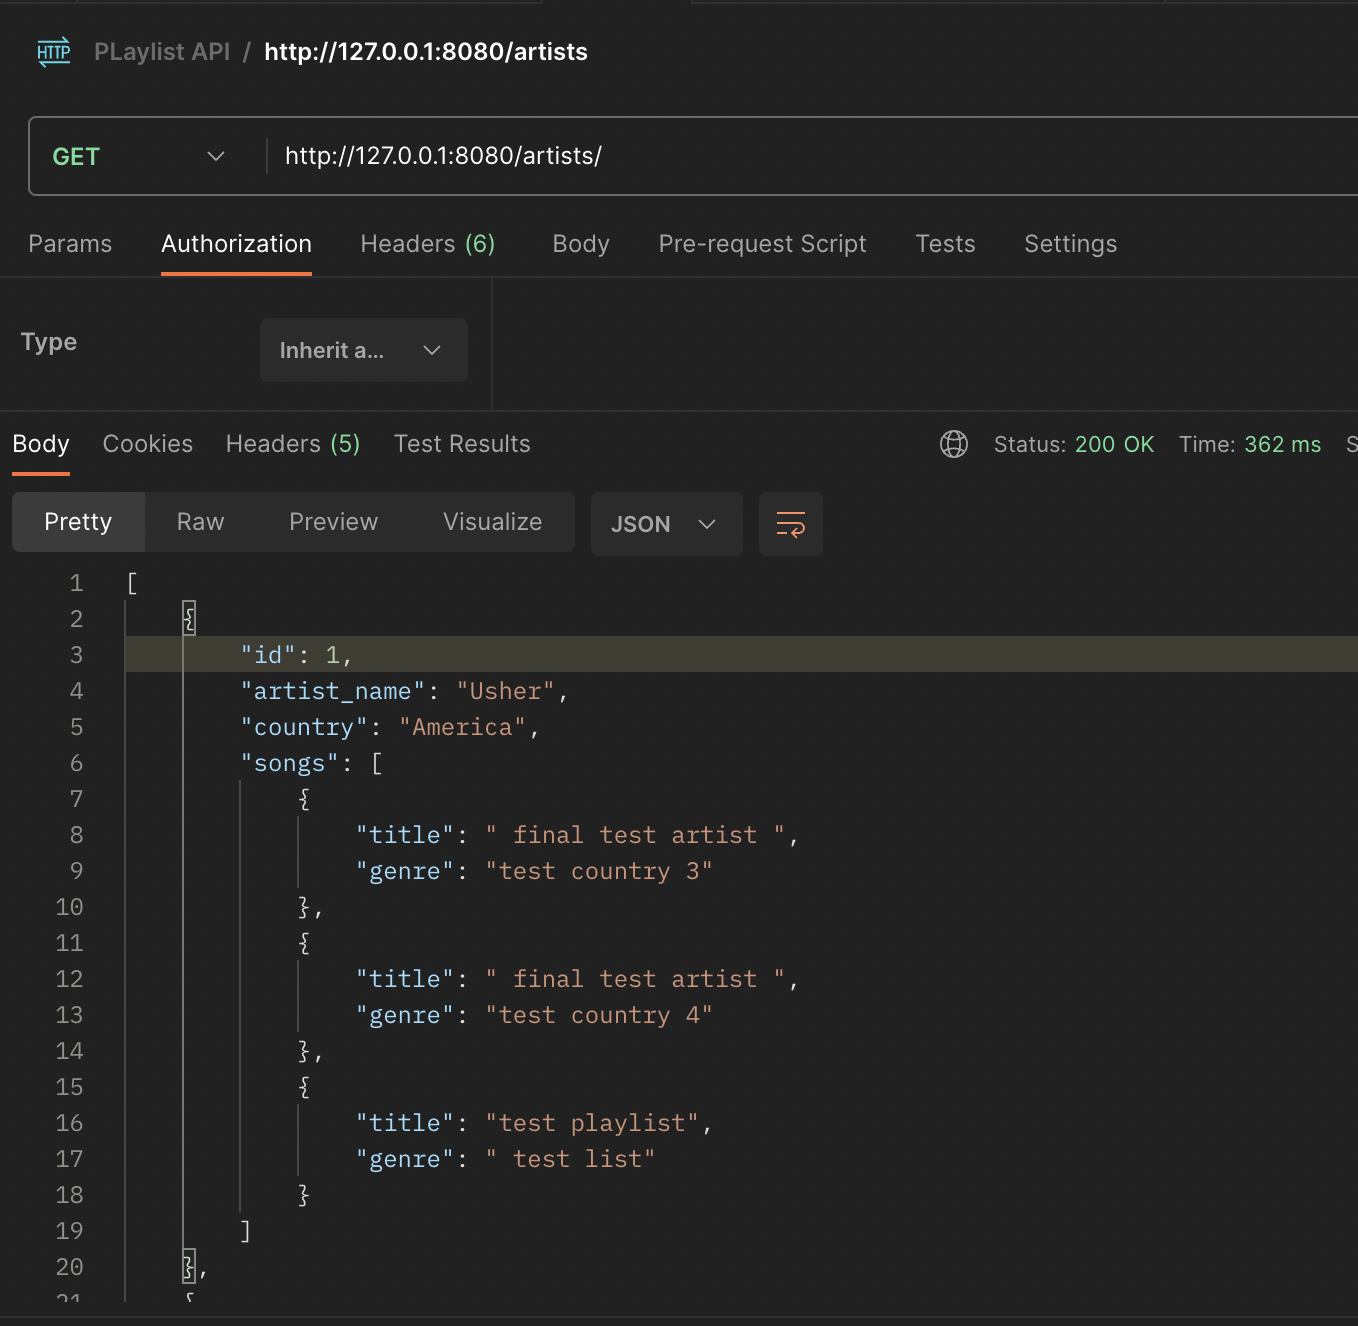 HTTP PLaylist API / http://127.0.0.1:8080/artists
GET http://127.0.0.1:8080/artists/
Params Authorization Headers (6) Body Pre-request Script Tests Settings
Type Inherit a...
Body Cookies Headers (5) Test Results Status: 200 OK Time: 362 ms S
Pretty Raw Preview Visualize JSON
1 [
2 {
3 "id": 1,
4 "artist_name": "Usher",
5 "country": "America",
6 "songs": [
7 {
8 "title": " final test artist ",
9 "genre": "test country 3"
10 },
11 {
12 "title": " final test artist ",
13 "genre": "test country 4"
14 },
15 {
16 "title": "test playlist",
17 "genre": " test list"
18 }
19 ]
20 },
21 {